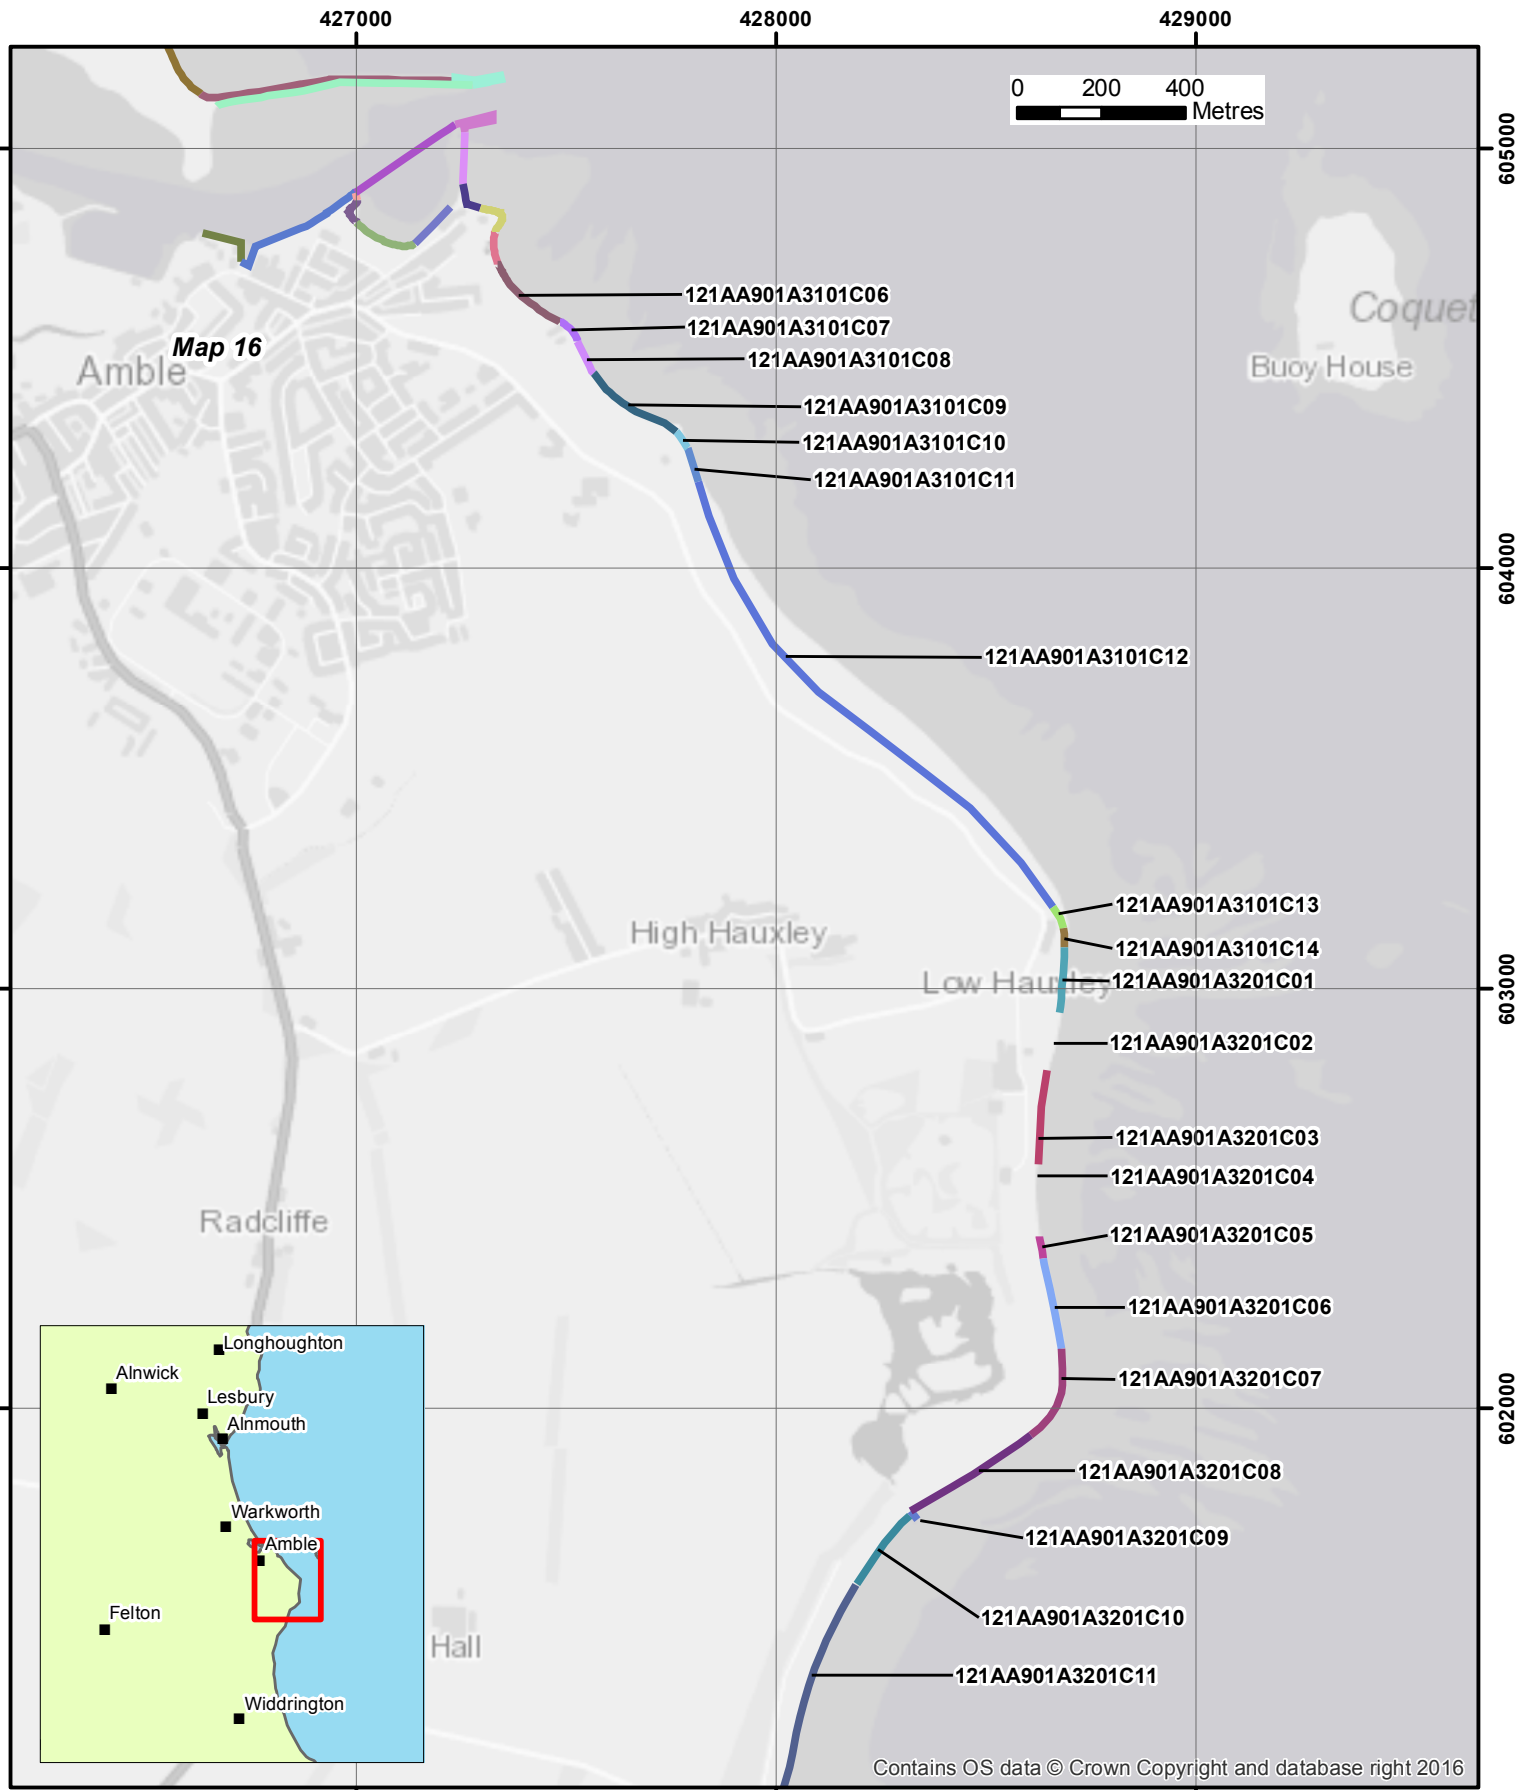 427000
428000
429000
0 200 400
Metres
605000
121AA901A3101C06
Coquet
121AA901A3101C07
Map 16
121AA901A3101C08
Buoy House
Amble
121AA901A3101C09
121AA901A3101C10
121AA901A3101C11
604000
121AA901A3101C12
121AA901A3101C13
High Hauxley
121AA901A3101C14
Low Hauxley
121AA901A3201C01
603000
121AA901A3201C02
121AA901A3201C03
121AA901A3201C04
Radcliffe
121AA901A3201C05
121AA901A3201C06
Longhoughton
Alnwick
121AA901A3201C07
Lesbury
602000
Alnmouth
121AA901A3201C08
Warkworth
121AA901A3201C09
Amble
Felton
121AA901A3201C10
Hall
121AA901A3201C11
Widdrington
Contains OS data © Crown Copyright and database right 2016